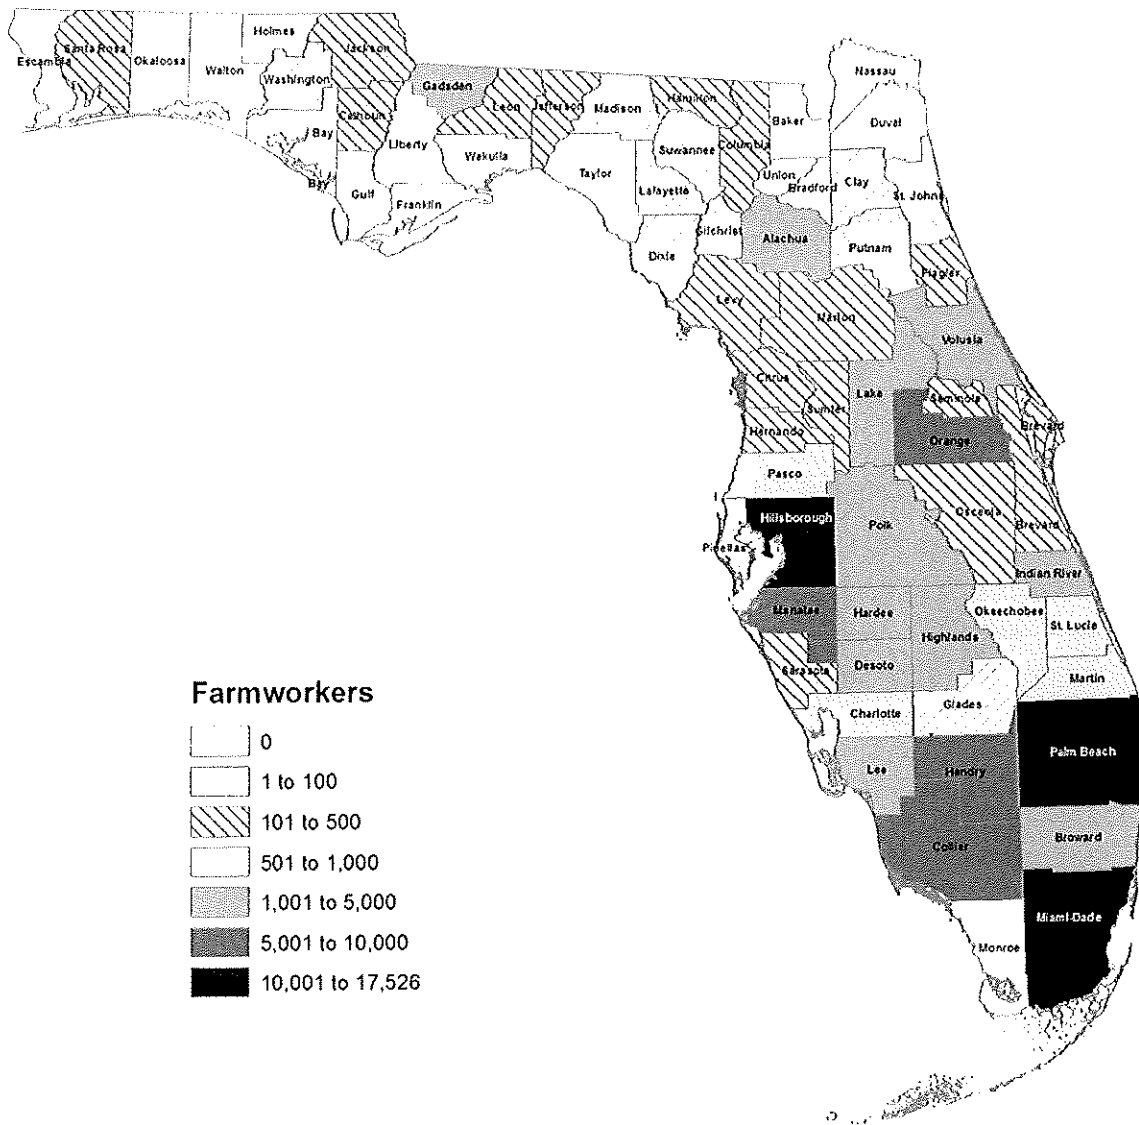 Holmes
Escambia
Santa Rosa
Okaloosa
Walton
Jackson
Washington
Nassau
Gadsden
Leon
Jefferson
Madison
Hamilton
Baker
Duval
Calhoun
Bay
Liberty
Wakulla
Suwannee
Columbia
Taylor
Union
Bradford
Clay
Bay
Gulf
Franklin
Lafayette
St. Johns
Gilchrist
Alachua
Putnam
Dixie
Flagler
Levy
Marion
Volusia
Citrus
Lake
Seminole
Sumter
Hernando
Orange
Brevard
Pasco
Hillsborough
Polk
Osceola
Brevard
Pinellas
Indian River
Manatee
Hardee
Okeechobee
St. Lucie
Highlands
Sarasota
Desoto
Martin
Charlotte
Glades
Lee
Hendry
Palm Beach
Collier
Broward
Miami-Dade
Monroe
Farmworkers
0
1 to 100
101 to 500
501 to 1,000
1,001 to 5,000
5,001 to 10,000
10,001 to 17,526